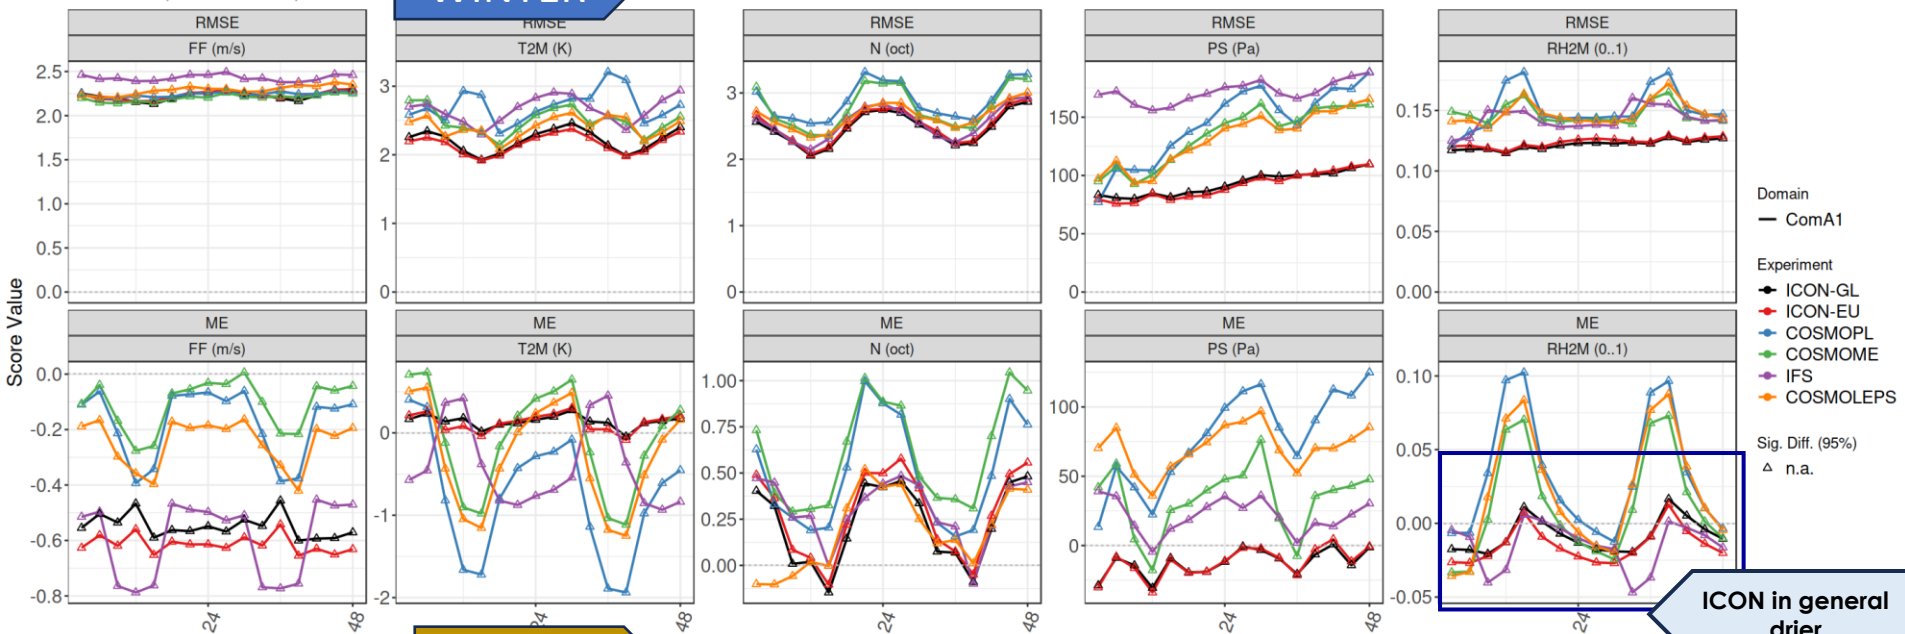 WINTER
RMSE RMSE RMSE RMSE RMSE
FF (m/s) T2M (K) N (oct) PS (Pa) RH2M (0..1)
2.5 2.0 1.5 1.0 0.5 0.0
3 2 1 0
3 2 1 0
150 100 50 0
0.15 0.10 0.05 0.00
Score Value
ME ME ME ME ME
FF (m/s) T2M (K) N (oct) PS (Pa) RH2M (0..1)
0.0 -0.2 -0.4 -0.6 -0.8
0 -1 -2
1.00 0.75 0.50 0.25 0.00
100 50 0
0.10 0.05 0.00 -0.05
24 48 24 48 24 48 24 48 24 48
Domain
ComA1
Experiment
ICON-GL
ICON-EU
COSMOPL
COSMOME
IFS
COSMOLEPS
Sig. Diff. (95%)
n.a.
ICON in general
drier